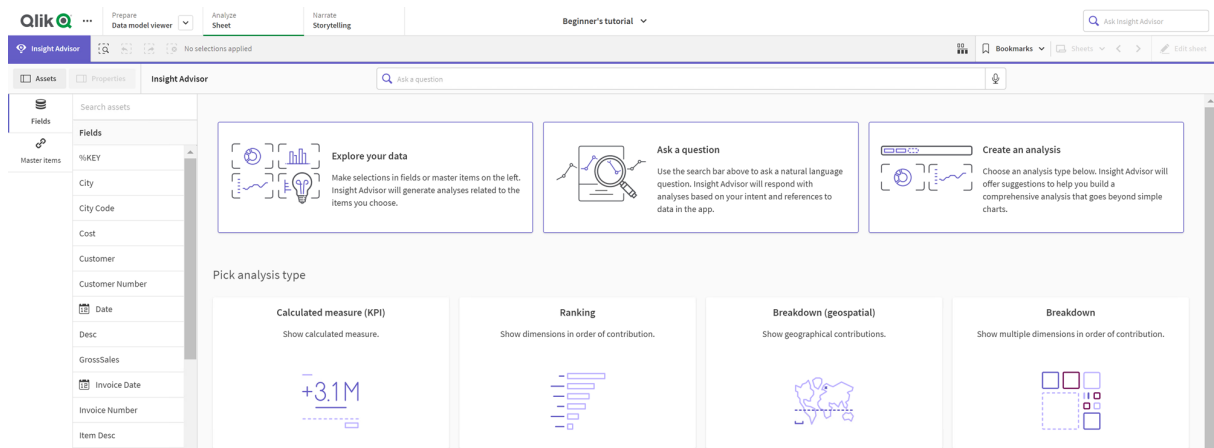 Qlik
Prepare
Data model viewer
Analyze
Sheet
Narrate
Storytelling
Beginner's tutorial
Ask Insight Advisor
Insight Advisor
No selections applied
Bookmarks
Sheets
Edit sheet
Assets
Properties
Insight Advisor
Ask a question
Fields
Master items
Search assets
Fields
%KEY
City
City Code
Cost
Customer
Customer Number
Date
Desc
GrossSales
Invoice Date
Invoice Number
Item Desc
Explore your data
Make selections in fields or master items on the left.
Insight Advisor will generate analyses related to the
items you choose.
Ask a question
Use the search bar above to ask a natural language
question. Insight Advisor will respond with
analyses based on your intent and references to
data in the app.
Create an analysis
Choose an analysis type below. Insight Advisor will
offer suggestions to help you build a
comprehensive analysis that goes beyond simple
charts.
Pick analysis type
Calculated measure (KPI)
Show calculated measure.
+3.1M
Ranking
Show dimensions in order of contribution.
Breakdown (geospatial)
Show geographical contributions.
Breakdown
Show multiple dimensions in order of contribution.